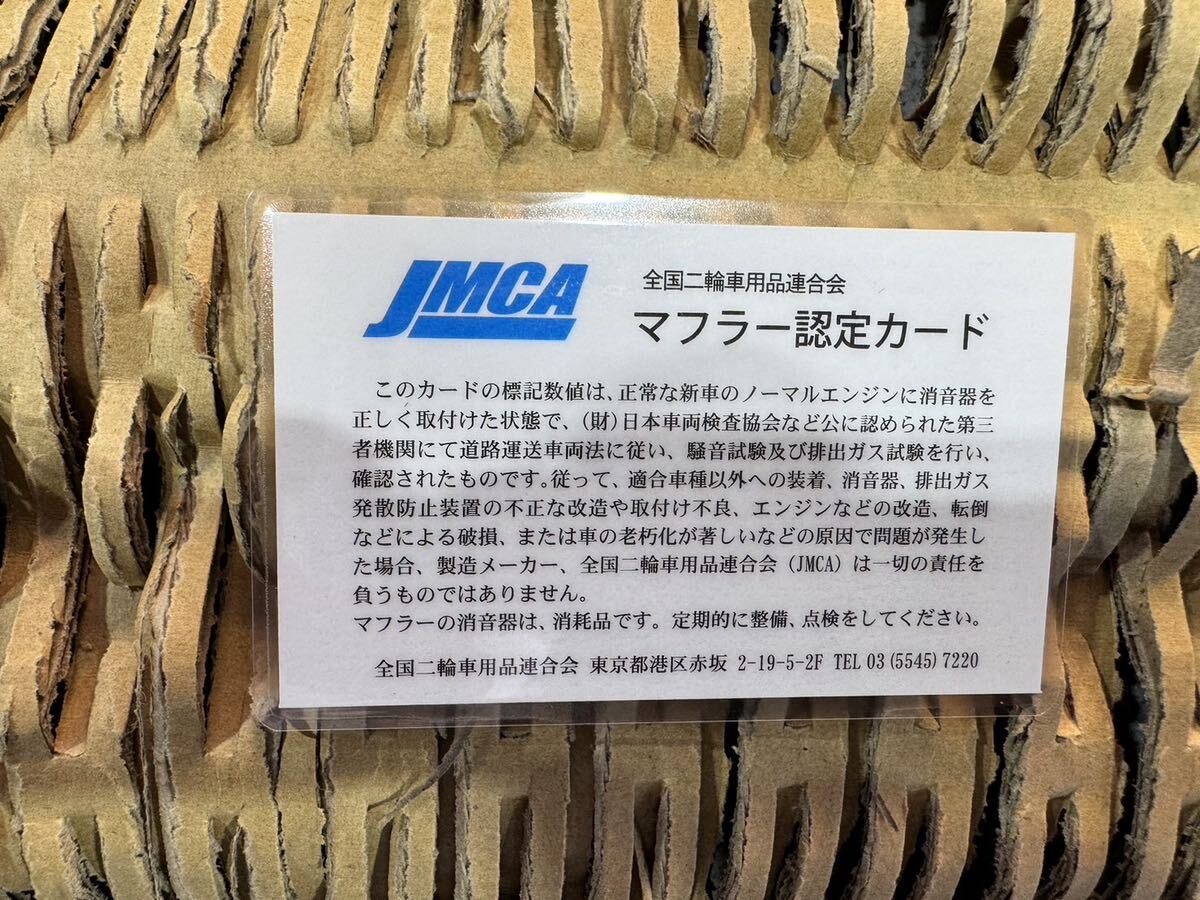 JMCA
全国二輪車用品連合会
マフラー認定カード
このカードの標記数値は、正常な新車のノーマルエンジンに消音器を
正しく取付けた状態で、(財)日本車両検査協会など公に認められた第三
者機関にて道路運送車両法に従い、騒音試験及び排出ガス試験を行い、
確認されたものです。従って、適合車種以外への装着、消音器、排出ガス
発散防止装置の不正な改造や取付け不良、エンジンなどの改造、転倒
などによる破損、または車の老朽化が著しいなどの原因で問題が発生し
た場合、製造メーカー、全国二輪車用品連合会(JMCA)は一切の責任を
負うものではありません。
マフラーの消音器は、消耗品です。定期的に整備、点検をしてください。
全国二輪車用品連合会 東京都港区赤坂 2-19-5-2F TEL 03(5545)7220